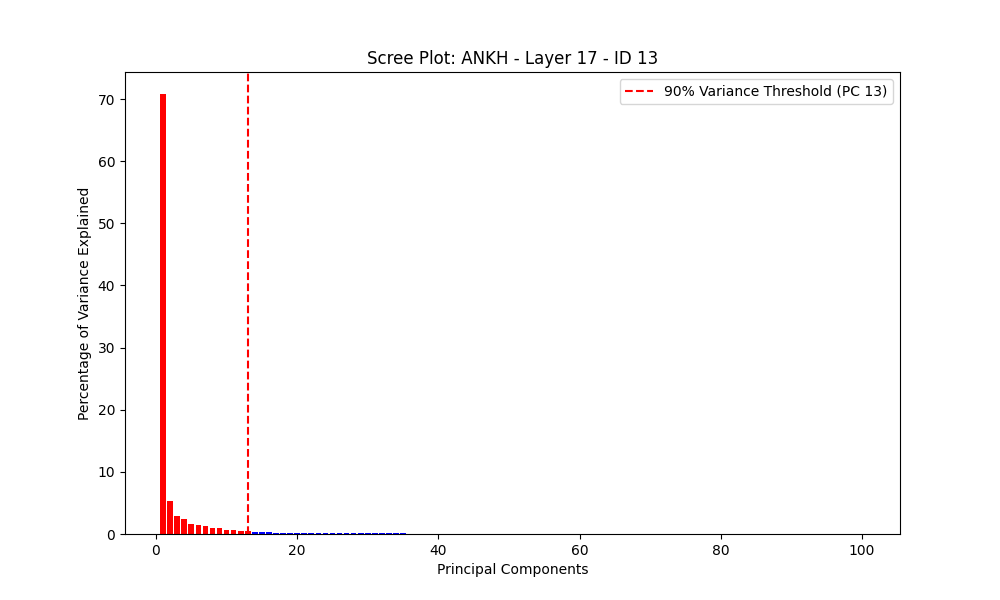 Scree Plot: ANKH - Layer 17 - ID 13
90% Variance Threshold (PC 13)
Percentage of Variance Explained
70
60
50
40
30
20
10
0
0 20 40 60 80 100
Principal Components